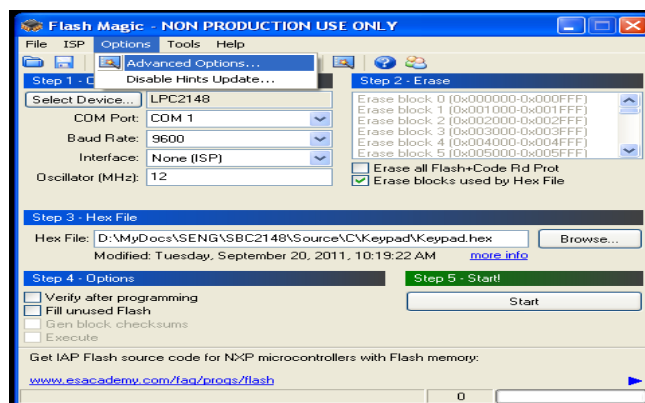 Flash Magic - NON PRODUCTION USE ONLY
File ISP Options Tools Help
Advanced Options...
Disable Hints Update...
Step 1 - C
Select Device... LPC2148
COM Port: COM 1
Baud Rate: 9600
Interface: None (ISP)
Oscillator (MHz): 12
Step 2 - Erase
Erase block 0 (0x000000-0x000FFF)
Erase block 1 (0x001000-0x001FFF)
Erase block 2 (0x002000-0x002FFF)
Erase block 3 (0x003000-0x003FFF)
Erase block 4 (0x004000-0x004FFF)
Erase block 5 (0x005000-0x005FFF)
Erase all Flash+Code Rd Prot
Erase blocks used by Hex File
Step 3 - Hex File
Hex File: D:\MyDocs\SENG\SBC2148\Source\C\Keypad\Keypad.hex Browse...
Modified: Tuesday, September 20, 2011, 10:19:22 AM more info
Step 4 - Options
Verify after programming
Fill unused Flash
Gen block checksums
Execute
Step 5 - Start!
Start
Get IAP Flash source code for NXP microcontrollers with Flash memory:
www.esacademy.com/faq/progs/flash
0